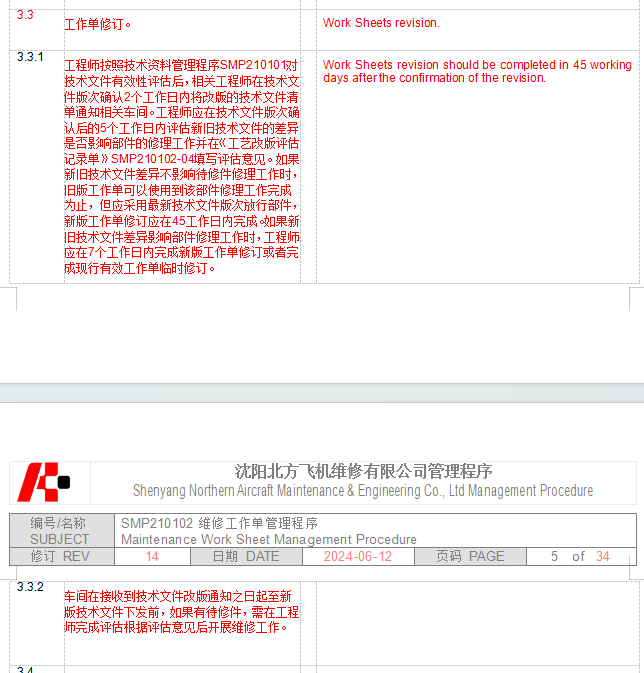 3.3
工作单修订。
Work Sheets revision.
3.3.1
工程师按照技术资料管理程序SMP210101对
技术文件有效性评估后，相关工程师在技术文
件版次确认2个工作日内将改版的技术文件清
单通知相关车间。工程师应在技术文件版次确
认后的5个工作日内评估新旧技术文件的差异
是否影响部件的修理工作并在《工艺改版评估
记录单》SMP210102-04填写评估意见。如果
新旧技术文件差异不影响待修件修理工作时，
旧版工作单可以使用到该部件修理工作完成
为止，但应采用最新技术文件版次放行部件，
新版工作单修订应在45工作日内完成。如果新
旧技术文件差异影响部件修理工作时，工程师
应在7个工作日内完成新版工作单修订或者完
成现行有效工作单临时修订。
Work Sheets revision should be completed in 45 working
days after the confirmation of the revision.
沈阳北方飞机维修有限公司管理程序
Shenyang Northern Aircraft Maintenance & Engineering Co., Ltd Management Procedure
编号/名称
SUBJECT
SMP210102 维修工作单管理程序
Maintenance Work Sheet Management Procedure
修订 REV 14 日期 DATE 2024-06-12 页码 PAGE 5 of 34
3.3.2
车间在接收到技术文件改版通知之日起至新
版技术文件下发前，如果有待修件，需在工程
师完成评估根据评估意见后开展维修工作。
3.4